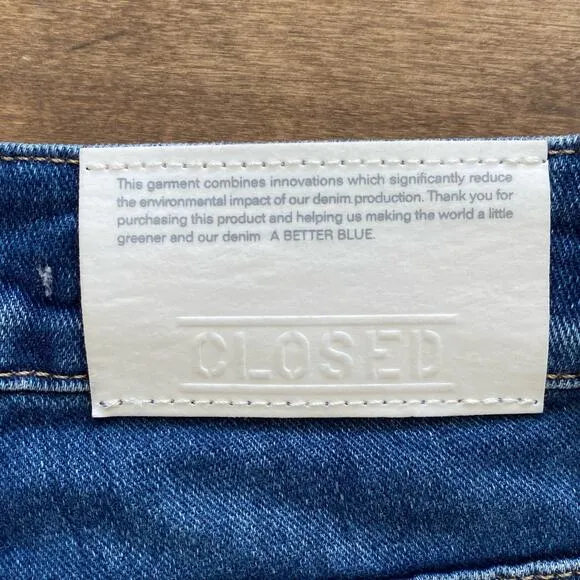 This garment combines innovations which significantly reduce
the environmental impact of our denim production. Thank you for
purchasing this product and helping us making the world a little
greener and our denim A BETTER BLUE.
CLOSED